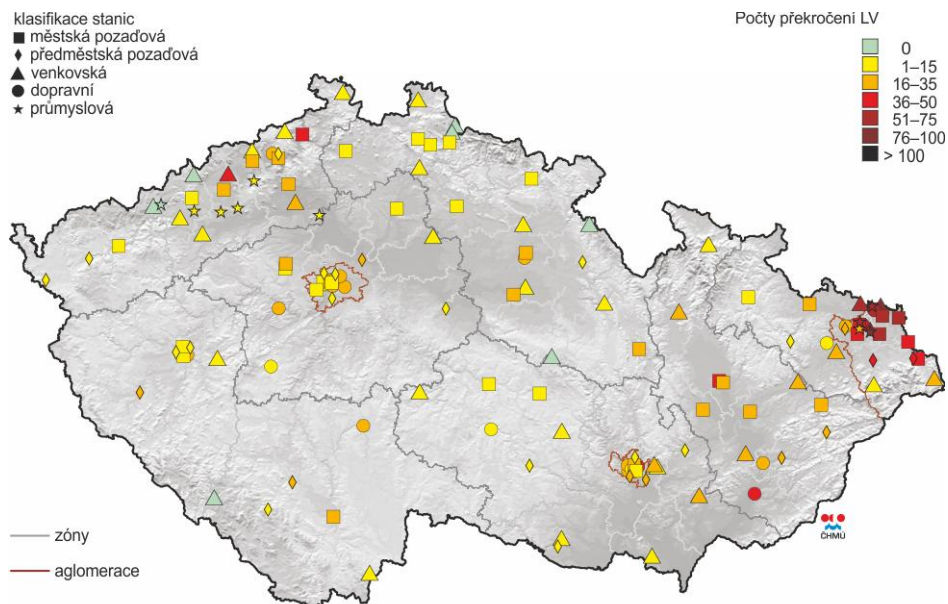 klasifikace stanic
městská pozaďová
předměstská pozaďová
venkovská
dopravní
průmyslová
Počty překročení LV
0
1–15
16–35
36–50
51–75
76–100
> 100
zóny
aglomerace
ČHMÚ